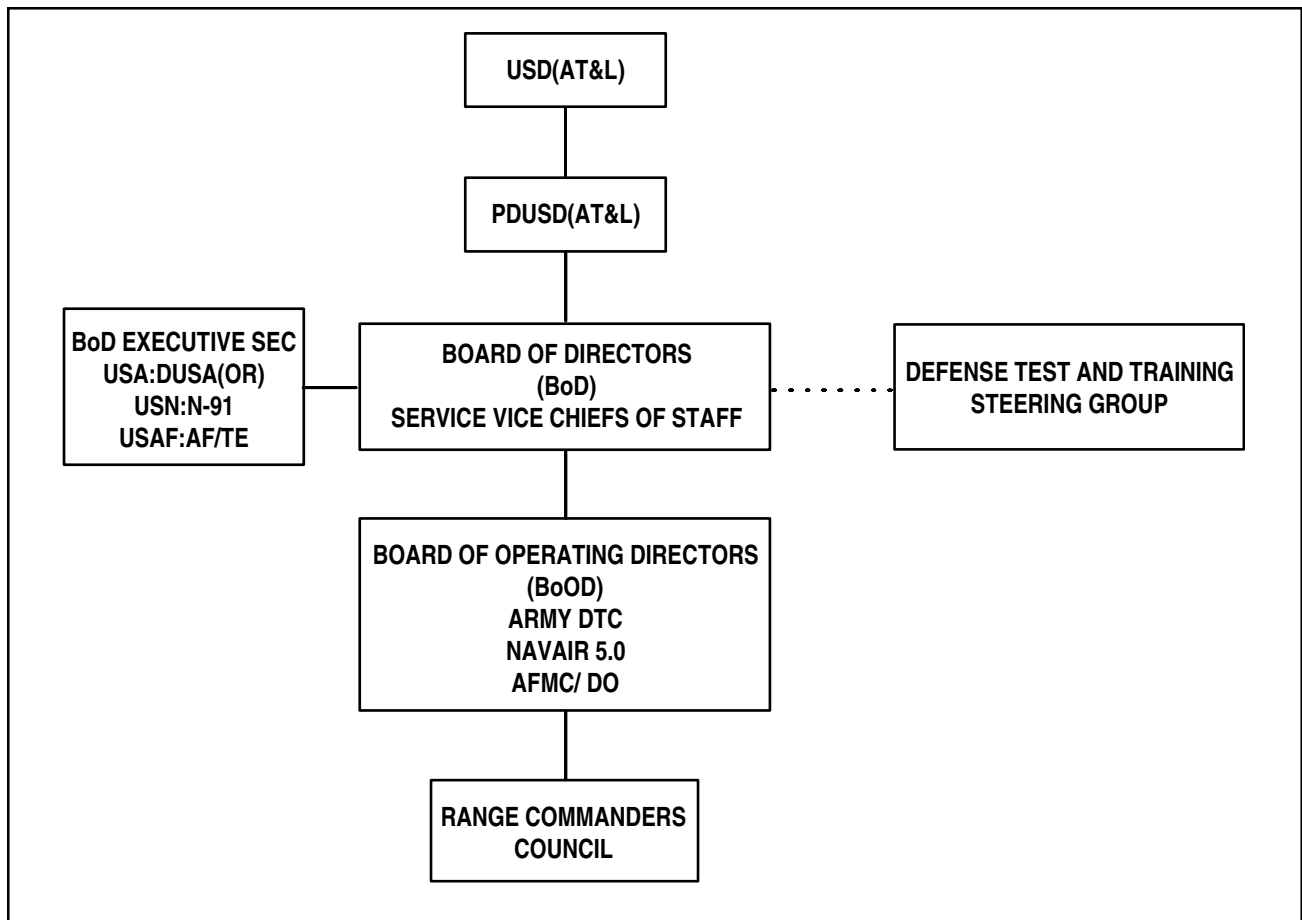 USD(AT&L)
PDUSD(AT&L)
BoD EXECUTIVE SEC
USA:DUSA(OR)
USN:N-91
USAF:AF/TE
BOARD OF DIRECTORS
(BoD)
SERVICE VICE CHIEFS OF STAFF
DEFENSE TEST AND TRAINING
STEERING GROUP
BOARD OF OPERATING DIRECTORS
(BoOD)
ARMY DTC
NAVAIR 5.0
AFMC/ DO
RANGE COMMANDERS
COUNCIL